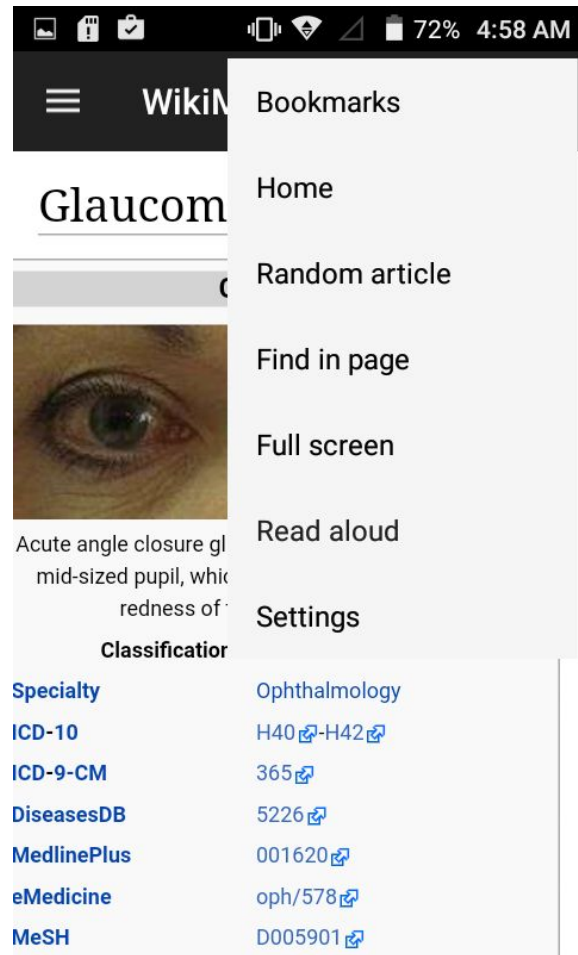 72% 4:58 AM
WikiM
Bookmarks
Home
Random article
Find in page
Full screen
Read aloud
Settings
Glaucom
Acute angle closure gl
mid-sized pupil, whic
redness of
Classification
Specialty Ophthalmology
ICD-10 H40-H42
ICD-9-CM 365
DiseasesDB 5226
MedlinePlus 001620
eMedicine oph/578
MeSH D005901